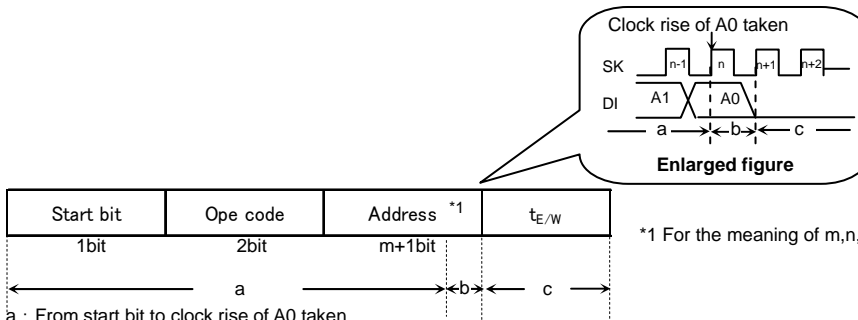 Clock rise of A0 taken
SK n-1 n n+1 n+2
DI A1 A0
a b c
Enlarged figure
Start bit Ope code Address *1 tE/W
1bit 2bit m+1bit
*1 For the meaning of m,n,
a b c
a : From start bit to clock rise of A0 taken